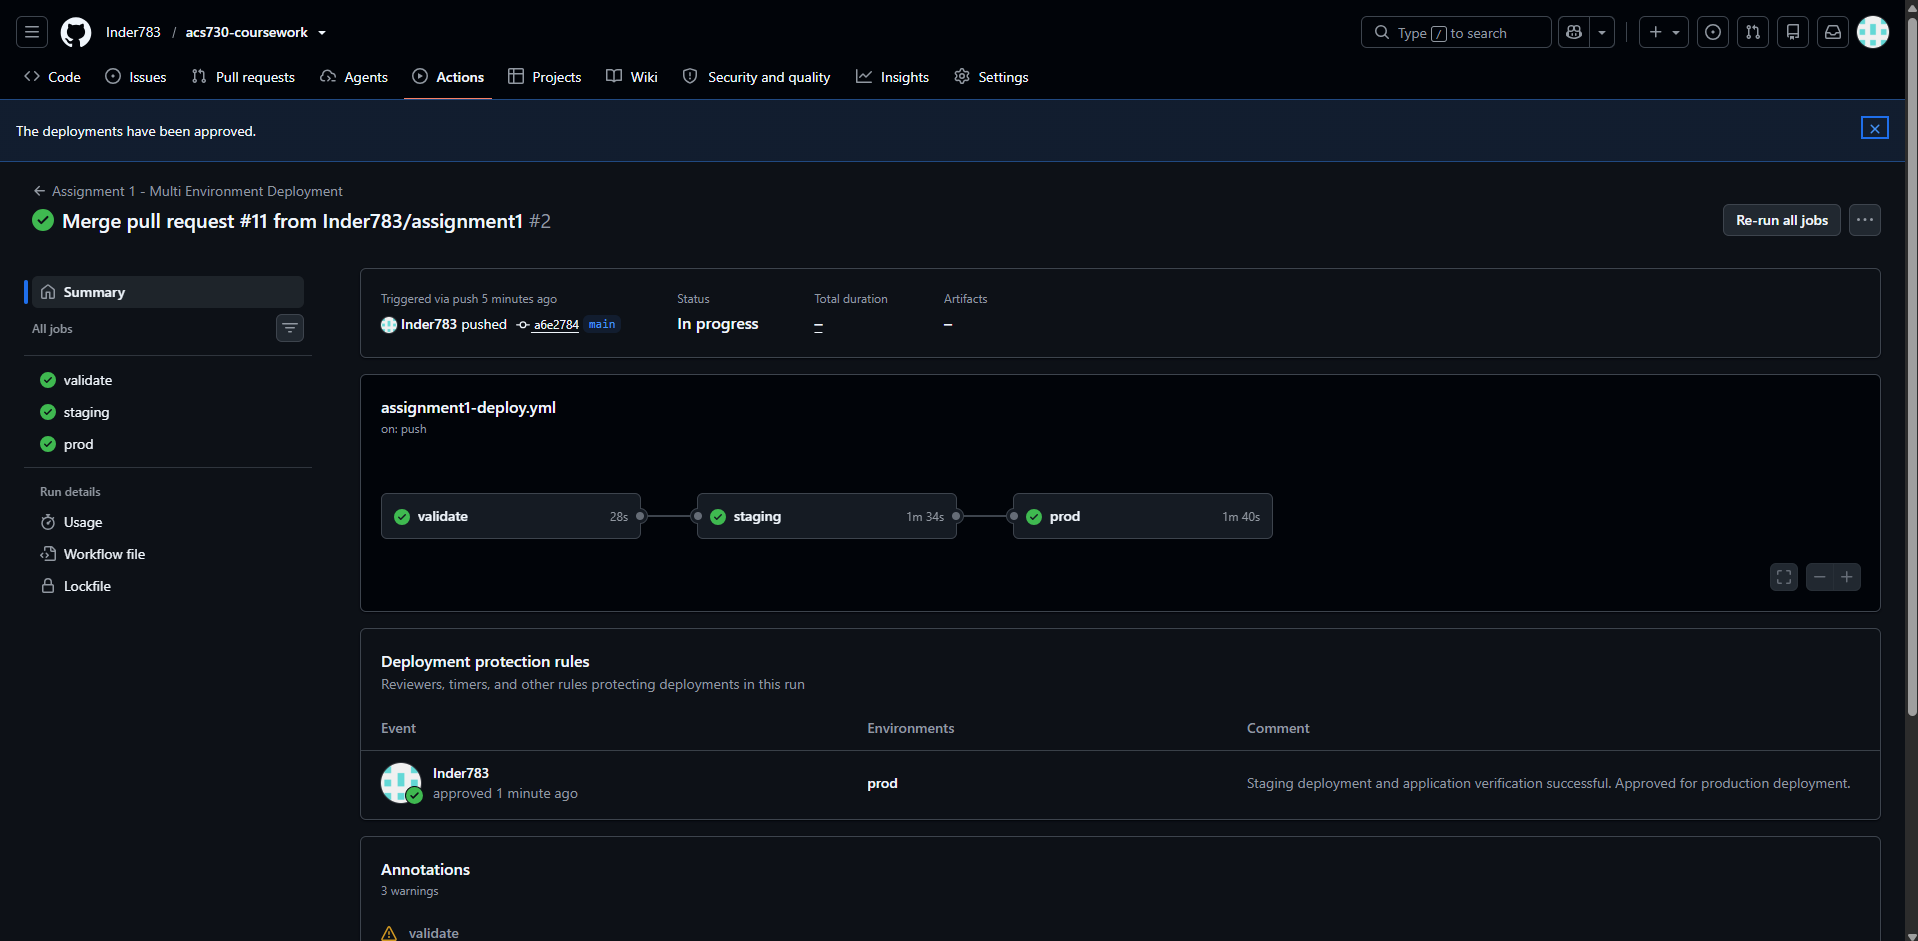 Inder783 / acs730-coursework
Type / to search
Code
Issues
Pull requests
Agents
Actions
Projects
Wiki
Security and quality
Insights
Settings
The deployments have been approved.
Assignment 1 - Multi Environment Deployment
Merge pull request #11 from Inder783/assignment1 #2
Re-run all jobs
Summary
All jobs
validate
staging
prod
Run details
Usage
Workflow file
Lockfile
Triggered via push 5 minutes ago
Inder783 pushed a6e2784 main
Status
In progress
Total duration
–
Artifacts
–
assignment1-deploy.yml
on: push
validate 28s
staging 1m 34s
prod 1m 40s
Deployment protection rules
Reviewers, timers, and other rules protecting deployments in this run
Event Environments Comment
Inder783
approved 1 minute ago
prod
Staging deployment and application verification successful. Approved for production deployment.
Annotations
3 warnings
validate